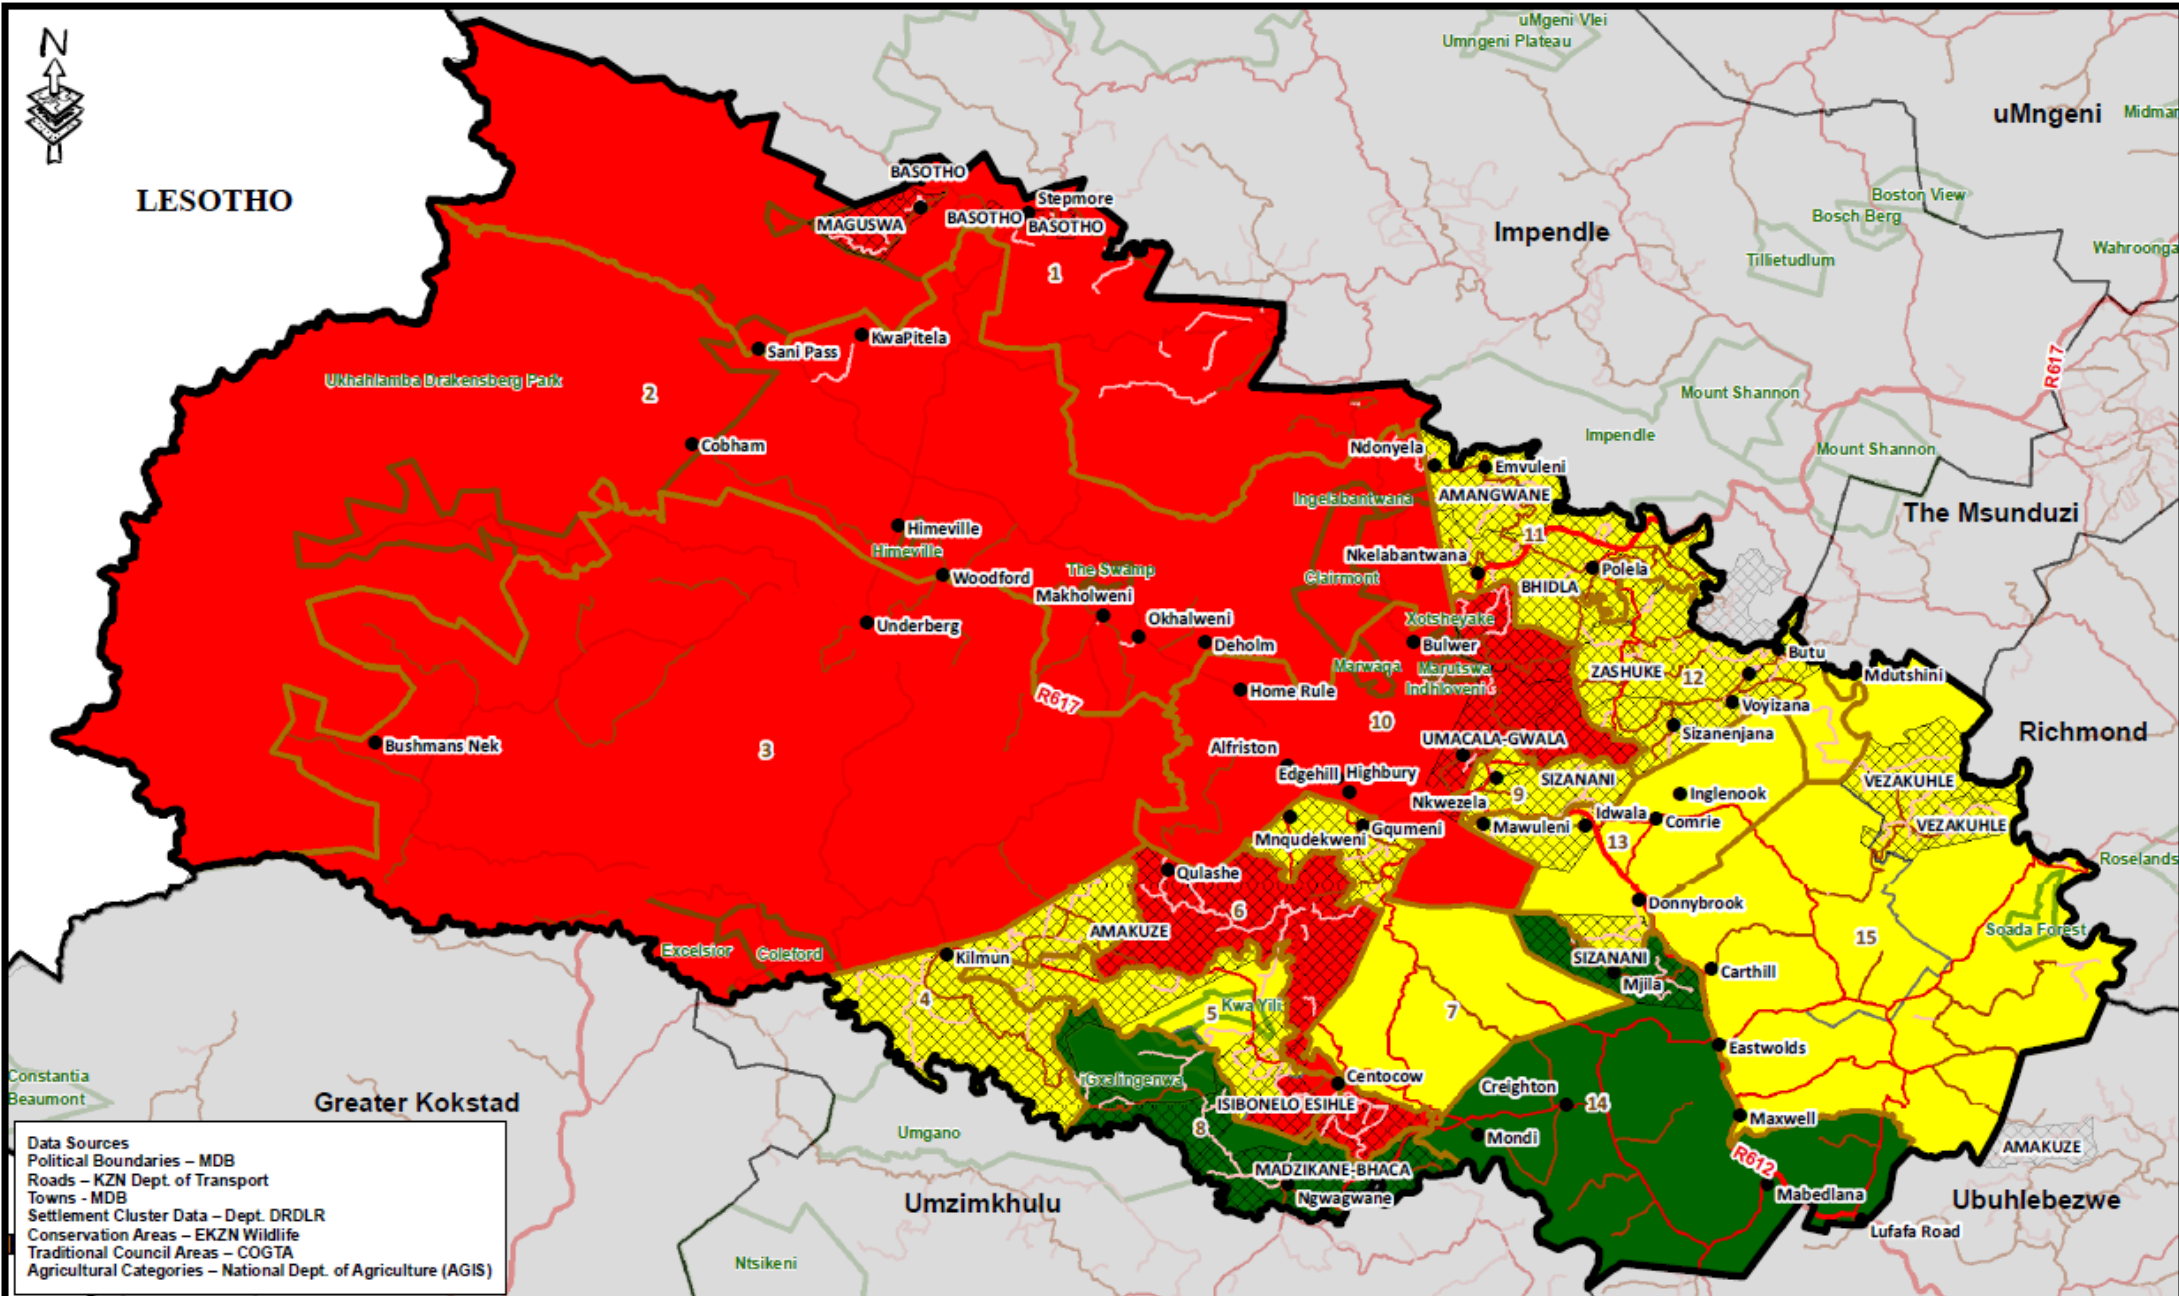 N
uMgeni Vlei
Umngeni Plateau
uMngeni
Midmar
LESOTHO
BASOTHO
Stepmore
MAGUSWA
BASOTHO
BASOTHO
Boston View
Bosch Berg
Impendle
Wahroonga
Tillietudlum
1
KwaPitela
Sani Pass
R617
Ukhahlamba Drakensberg Park
2
Mount Shannon
Cobham
Ndonyela
Impendle
Mount Shannon
Emvuleni
Ingelabantwana
AMANGWANE
The Msunduzi
Himeville
11
Himeville
Nkelabantwana
Woodford
The Swamp
Clairmont
Polela
BHIDLA
Makholweni
Okhalweni
Xotsheyake
Underberg
Deholm
Bulwer
Butu
Marwaqa
Marutswa
ZASHUKE
12
Mdutshini
Home Rule
Indhloveni
R617
Voyizana
10
Sizanenjana
Richmond
Bushmans Nek
3
Alfriston
UMACALA-GWALA
Edgehill
Highbury
SIZANANI
VEZAKUHLE
Nkwezela
9
Inglenook
Idwala
Comrie
Gqumeni
Mawuleni
VEZAKUHLE
Mnqudekweni
13
Roselands
Qulashe
Donnybrook
6
AMAKUZE
15
Soada Forest
Excelsior
Coleford
Kilmun
SIZANANI
Carthill
Mjila
4
Kwa Yili
5
7
Eastwolds
Constantia
iGxalingenwa
Centocow
Creighton
Beaumont
Greater Kokstad
ISIBONELO ESIHLE
14
Maxwell
8
Umgano
Mondi
AMAKUZE
R612
MADZIKANE-BHACA
Umzimkhulu
Ngwagwane
Mabedlana
Ubuhlebezwe
Lufafa Road
Ntsikeni
Data Sources
Political Boundaries – MDB
Roads – KZN Dept. of Transport
Towns - MDB
Settlement Cluster Data – Dept. DRDLR
Conservation Areas – EKZN Wildlife
Traditional Council Areas – COGTA
Agricultural Categories – National Dept. of Agriculture (AGIS)